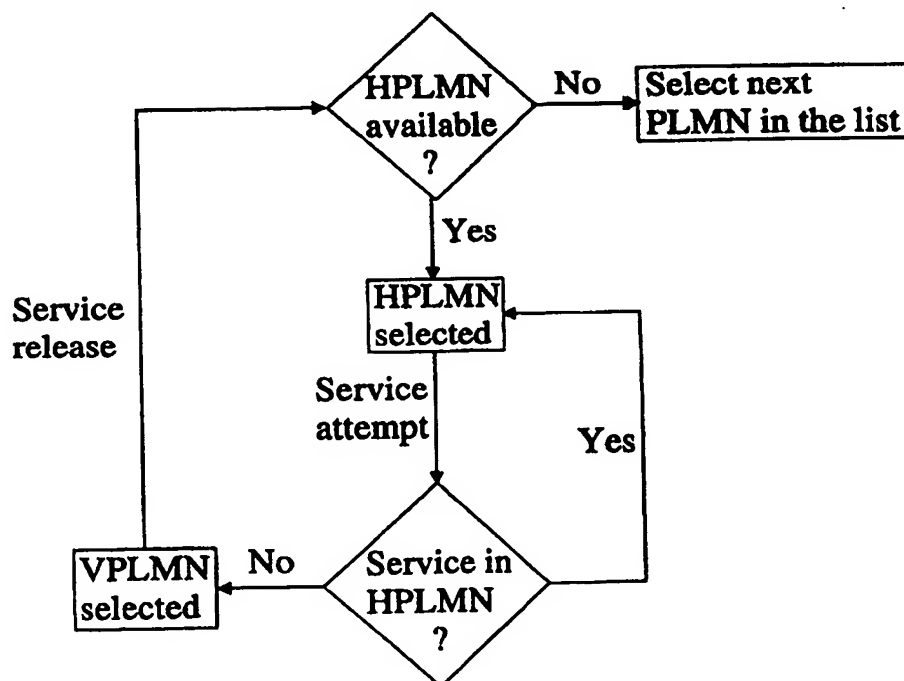 HPLMN
available
?
No
Select next
PLMN in the list
Yes
HPLMN
selected
Service
release
Service
attempt
Yes
VPLMN
selected
No
Service in
HPLMN
?